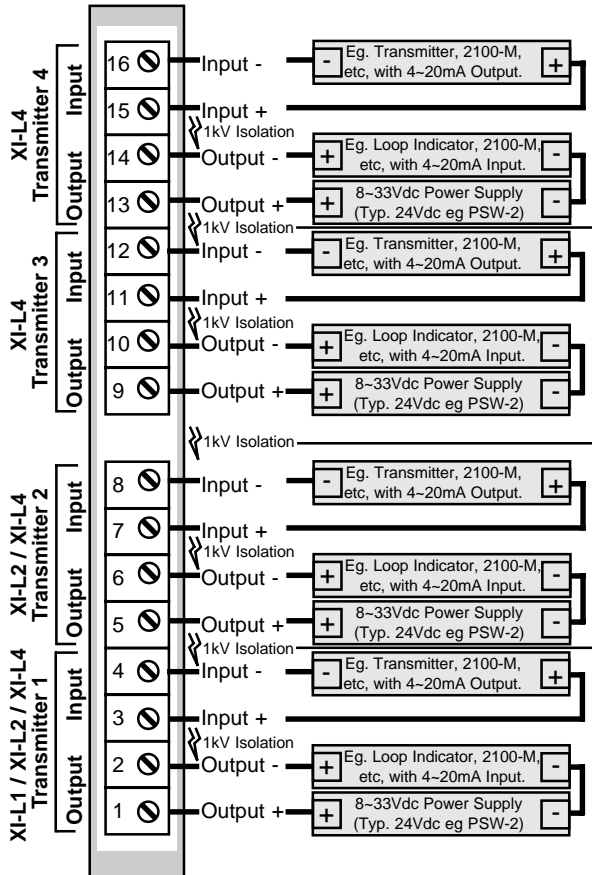 XI-L4
Transmitter 4
Input
Output
16 Input - - Eg. Transmitter, 2100-M, +
etc, with 4~20mA Output.
15 Input +
1kV Isolation
14 Output - + Eg. Loop Indicator, 2100-M, -
etc, with 4~20mA Input.
13 Output + + 8~33Vdc Power Supply -
(Typ. 24Vdc eg PSW-2)
1kV Isolation
XI-L4
Transmitter 3
Input
Output
12 Input - - Eg. Transmitter, 2100-M, +
etc, with 4~20mA Output.
11 Input +
1kV Isolation
10 Output - + Eg. Loop Indicator, 2100-M, -
etc, with 4~20mA Input.
9 Output + + 8~33Vdc Power Supply -
(Typ. 24Vdc eg PSW-2)
1kV Isolation
XI-L2 / XI-L4
Transmitter 2
Input
Output
8 Input - - Eg. Transmitter, 2100-M, +
etc, with 4~20mA Output.
7 Input +
1kV Isolation
6 Output - + Eg. Loop Indicator, 2100-M, -
etc, with 4~20mA Input.
5 Output + + 8~33Vdc Power Supply -
(Typ. 24Vdc eg PSW-2)
1kV Isolation
XI-L1 / XI-L2 / XI-L4
Transmitter 1
Input
Output
4 Input - - Eg. Transmitter, 2100-M, +
etc, with 4~20mA Output.
3 Input +
1kV Isolation
2 Output - + Eg. Loop Indicator, 2100-M, -
etc, with 4~20mA Input.
1 Output + + 8~33Vdc Power Supply -
(Typ. 24Vdc eg PSW-2)